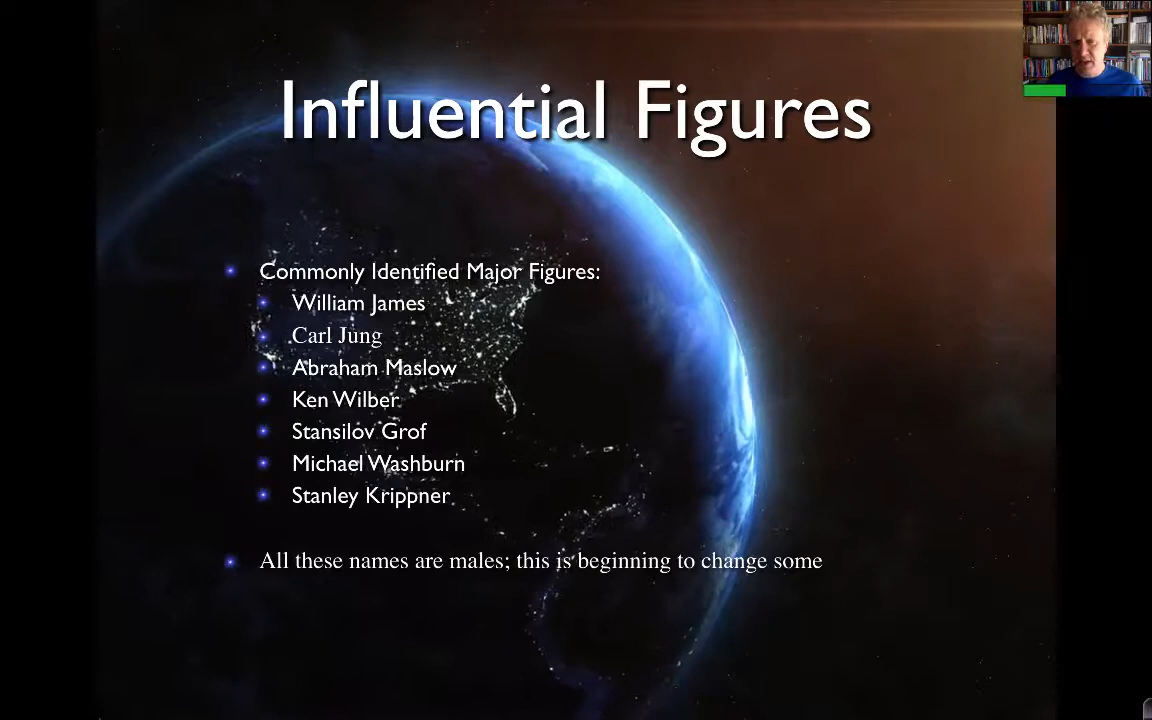 Influential Figures
Commonly Identified Major Figures:
William James
Carl Jung
Abraham Maslow
Ken Wilber
Stansilov Grof
Michael Washburn
Stanley Krippner
All these names are males; this is beginning to change some